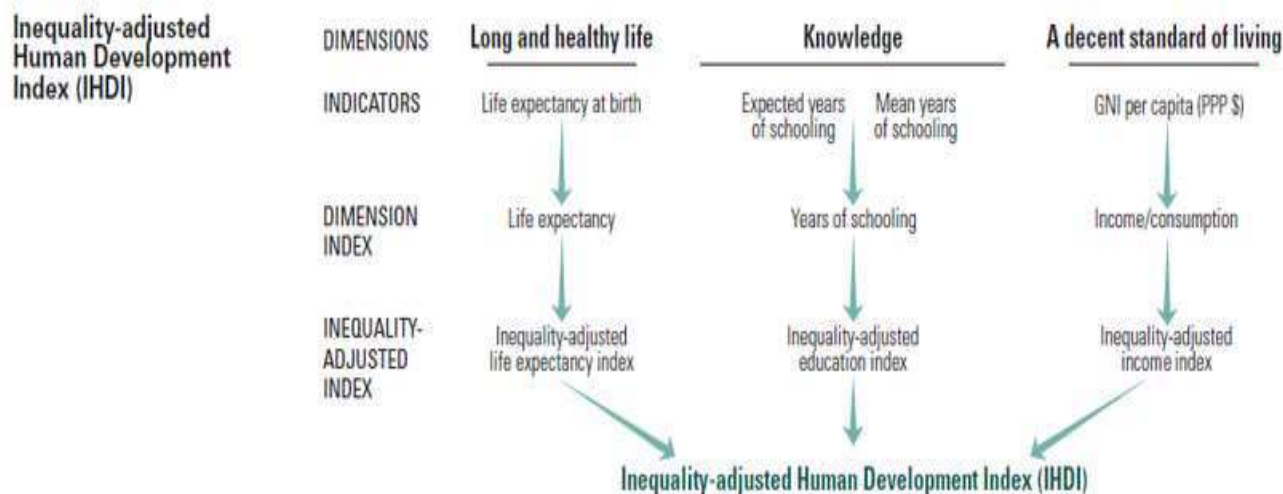 Inequality-adjusted
Human Development
Index (IHDI)
DIMENSIONS Long and healthy life Knowledge A decent standard of living
INDICATORS Life expectancy at birth Expected years of schooling Mean years of schooling GNI per capita (PPP $)
DIMENSION INDEX Life expectancy Years of schooling Income/consumption
INEQUALITY-ADJUSTED INDEX Inequality-adjusted life expectancy index Inequality-adjusted education index Inequality-adjusted income index
Inequality-adjusted Human Development Index (IHDI)